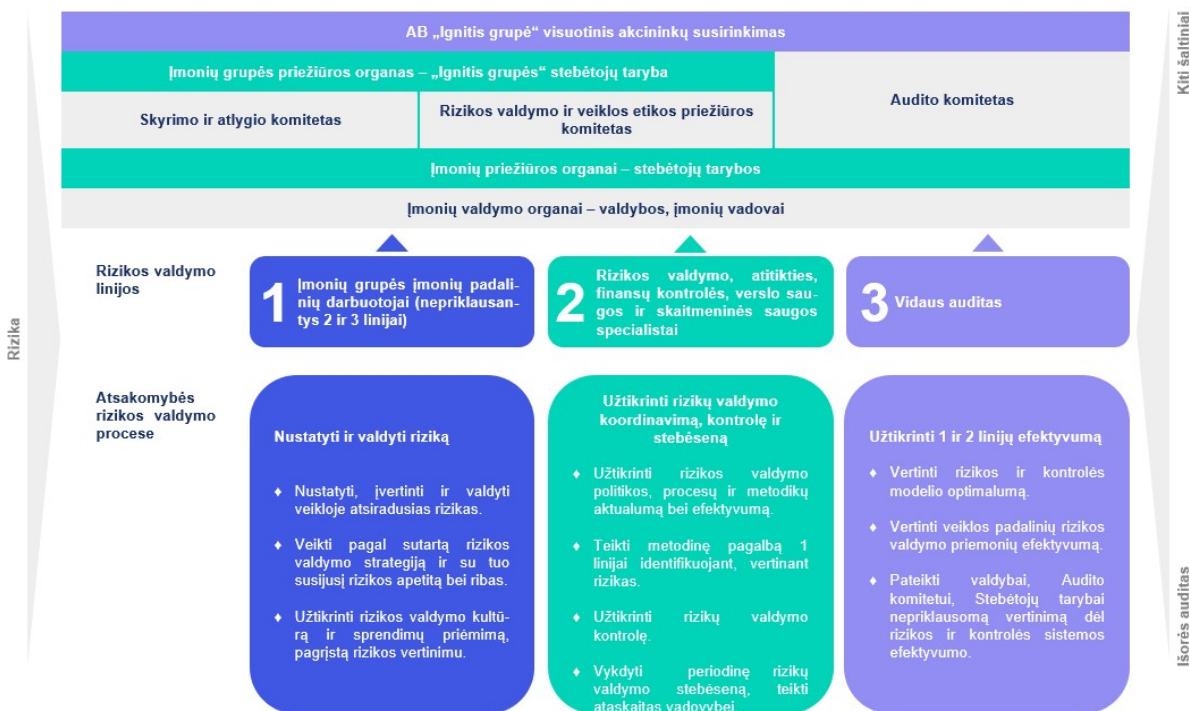 AB „Ignitis grupė“ visuotinis akcininkų susirinkimas
Įmonių grupės priežiūros organas – „Ignitis grupės“ stebėtojų taryba
Skyrimo ir atlygio komitetas
Rizikos valdymo ir veiklos etikos priežiūros
komitetas
Audito komitetas
Įmonių priežiūros organai – stebėtojų tarybos
Įmonių valdymo organai – valdybos, įmonių vadovai
Rizika
Kiti šaltiniai
Išorės auditas
Rizikos valdymo
linijos
1
Įmonių grupės įmonių padali-
nių darbuotojai (nepriklausan-
tys 2 ir 3 linijai)
2
Rizikos valdymo, atitikties,
finansų kontrolės, verslo sau-
gos ir skaitmeninės saugos
specialistai
3
Vidaus auditas
Atsakomybės
rizikos valdymo
procese
Nustatyti ir valdyti riziką
♦ Nustatyti, įvertinti ir valdyti
veikloje atsiradusias rizikas.
♦ Veikti pagal sutartą rizikos
valdymo strategiją ir su tuo
susijusį rizikos apetitą bei ribas.
♦ Užtikrinti rizikos valdymo kultū-
rą ir sprendimų priėmimą,
pagrįstą rizikos vertinimu.
Užtikrinti rizikų valdymo
koordinavimą, kontrolę ir
stebėseną
♦ Užtikrinti rizikos valdymo
politikos, procesų ir metodikų
aktualumą bei efektyvumą.
♦ Teikti metodinę pagalbą 1
linijai identifikuojant, vertinant
rizikas.
♦ Užtikrinti rizikų valdymo
kontrolę.
♦ Vykdyti periodinę rizikų
valdymo stebėseną, teikti
ataskaitas vadovybei
Užtikrinti 1 ir 2 linijų efektyvumą
♦ Vertinti rizikos ir kontrolės
modelio optimalumą.
♦ Vertinti veiklos padalinių rizikos
valdymo priemonių efektyvumą.
♦ Pateikti valdybai, Audito
komitetui, Stebėtojų tarybai
nepriklausomą vertinimą dėl
rizikos ir kontrolės sistemos
efektyvumo.